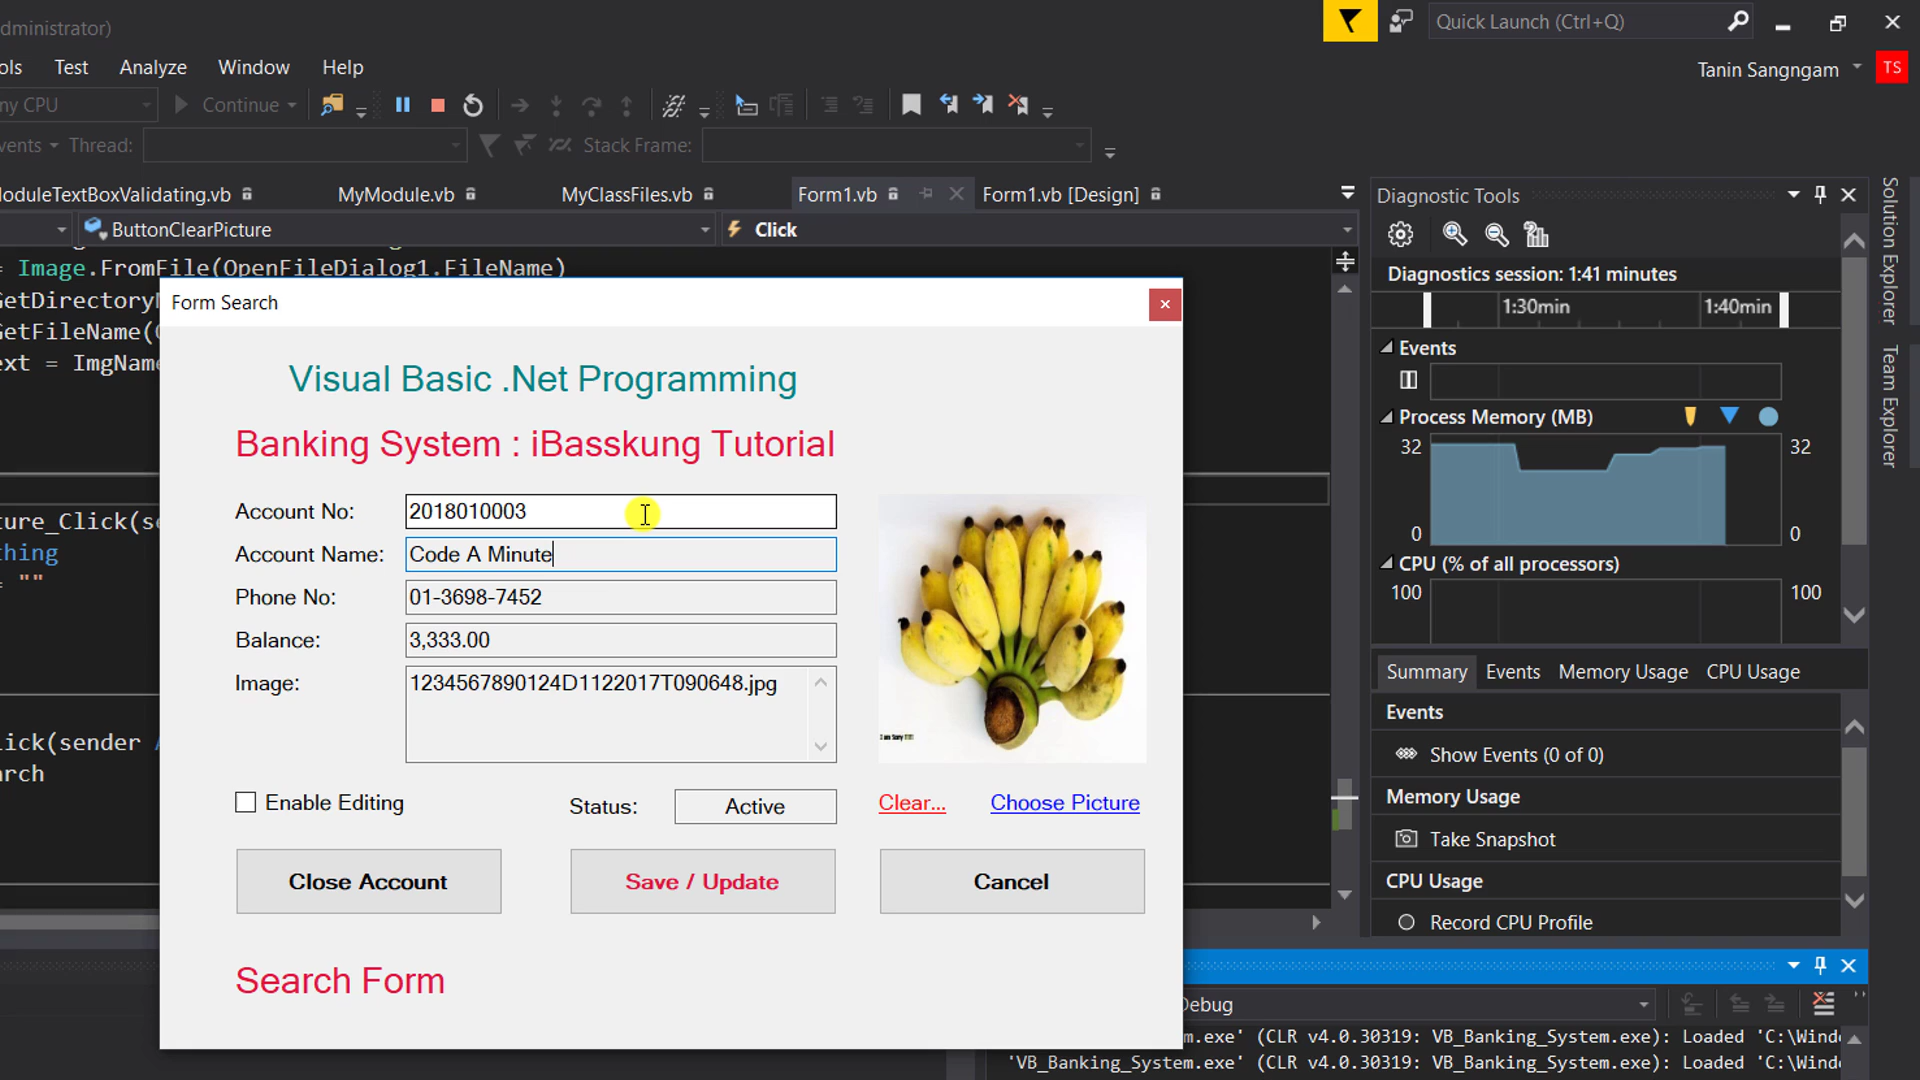 dministrator)
Quick Launch (Ctrl+Q)
ols Test Analyze Window Help
Tanin Sangngam TS
ny CPU Continue
vents Thread: Stack Frame:
oduleTextBoxValidating.vb MyModule.vb MyClassFiles.vb Form1.vb Form1.vb [Design]
ButtonClearPicture Click
= Image.FromFile(OpenFileDialog1.FileName)
GetDirectory
GetFileName(
ext = ImgName
ture_Click(s
thing
= ""
lick(sender
arch
Form Search
Visual Basic .Net Programming
Banking System : iBasskung Tutorial
Account No: 2018010003
Account Name: Code A Minute
Phone No: 01-3698-7452
Balance: 3,333.00
Image: 1234567890124D1122017T090648.jpg
Enable Editing Status: Active Clear... Choose Picture
Close Account Save / Update Cancel
Search Form
Diagnostic Tools
Diagnostics session: 1:41 minutes
1:30min 1:40min
Events
Process Memory (MB)
32 32
0 0
CPU (% of all processors)
100 100
Summary Events Memory Usage CPU Usage
Events
Show Events (0 of 0)
Memory Usage
Take Snapshot
CPU Usage
Record CPU Profile
Solution Explorer
Team Explorer
Debug
m.exe' (CLR v4.0.30319: VB_Banking_System.exe): Loaded 'C:\Wind
'VB_Banking_System.exe' (CLR v4.0.30319: VB_Banking_System.exe): Loaded 'C:\Wind